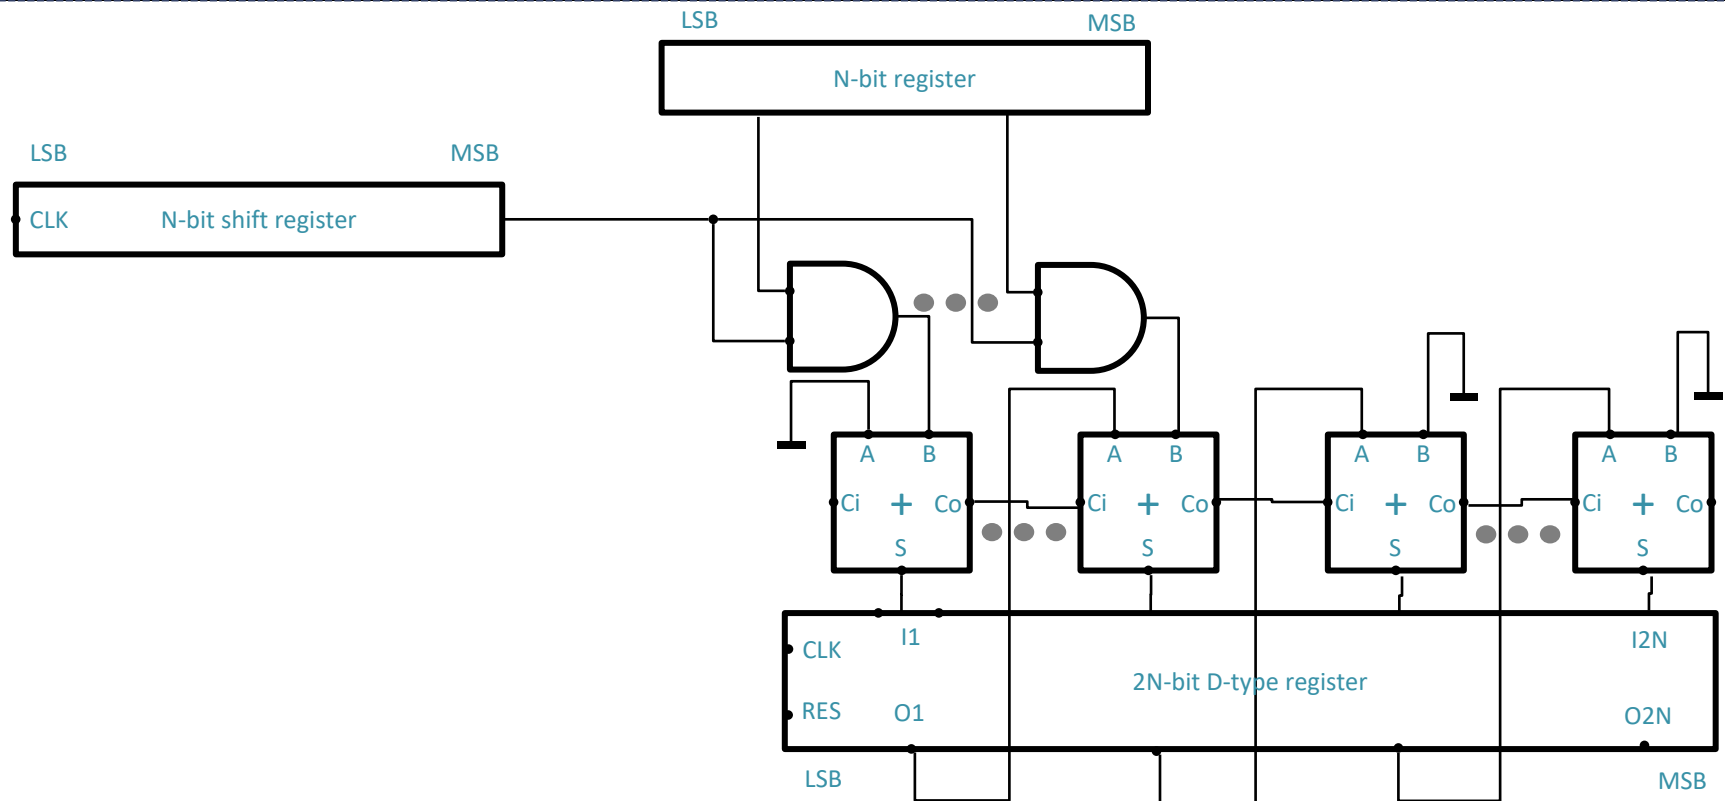 LSB MSB
N-bit register
LSB MSB
CLK N-bit shift register
A B A B A B A B
Ci + Co Ci + Co Ci + Co Ci + Co
S S S S
I1 I2N
CLK
2N-bit D-type register
RES O1 O2N
LSB MSB